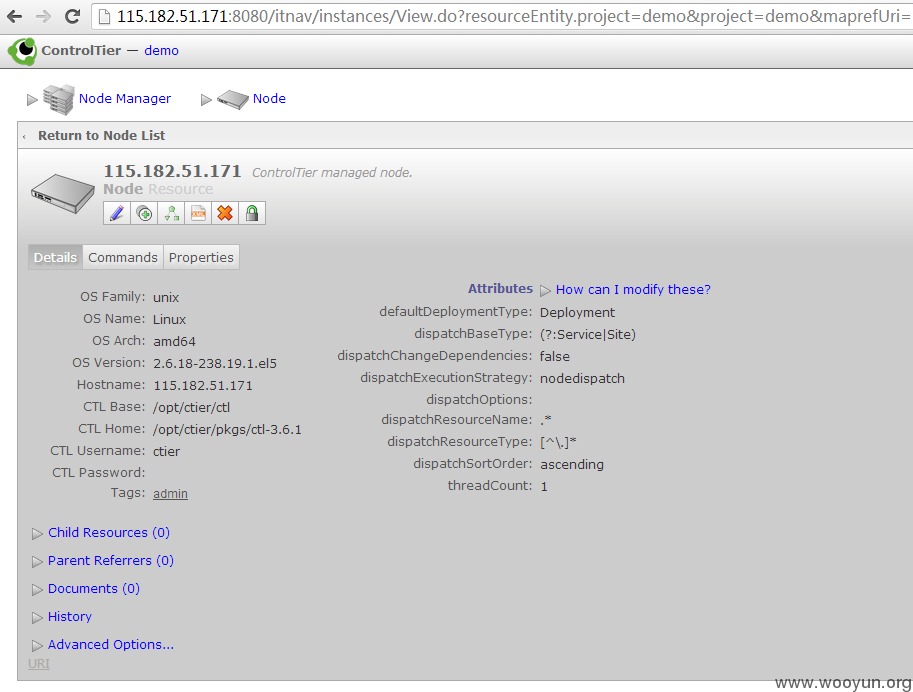 115.182.51.171:8080/itnav/instances/View.do?resourceEntity.project=demo&project=demo&maprefUri=
ControlTier — demo
Node Manager Node
Return to Node List
115.182.51.171 ControlTier managed node.
Node Resource
XML
Details Commands Properties
Attributes How can I modify these?
OS Family: unix
OS Name: Linux
OS Arch: amd64
OS Version: 2.6.18-238.19.1.el5
Hostname: 115.182.51.171
CTL Base: /opt/ctier/ctl
CTL Home: /opt/ctier/pkgs/ctl-3.6.1
CTL Username: ctier
CTL Password:
Tags: admin
defaultDeploymentType: Deployment
dispatchBaseType: (?:Service|Site)
dispatchChangeDependencies: false
dispatchExecutionStrategy: nodedispatch
dispatchOptions:
dispatchResourceName: .*
dispatchResourceType: [^\.]*
dispatchSortOrder: ascending
threadCount: 1
Child Resources (0)
Parent Referrers (0)
Documents (0)
History
Advanced Options...
URI
www.wooyun.org